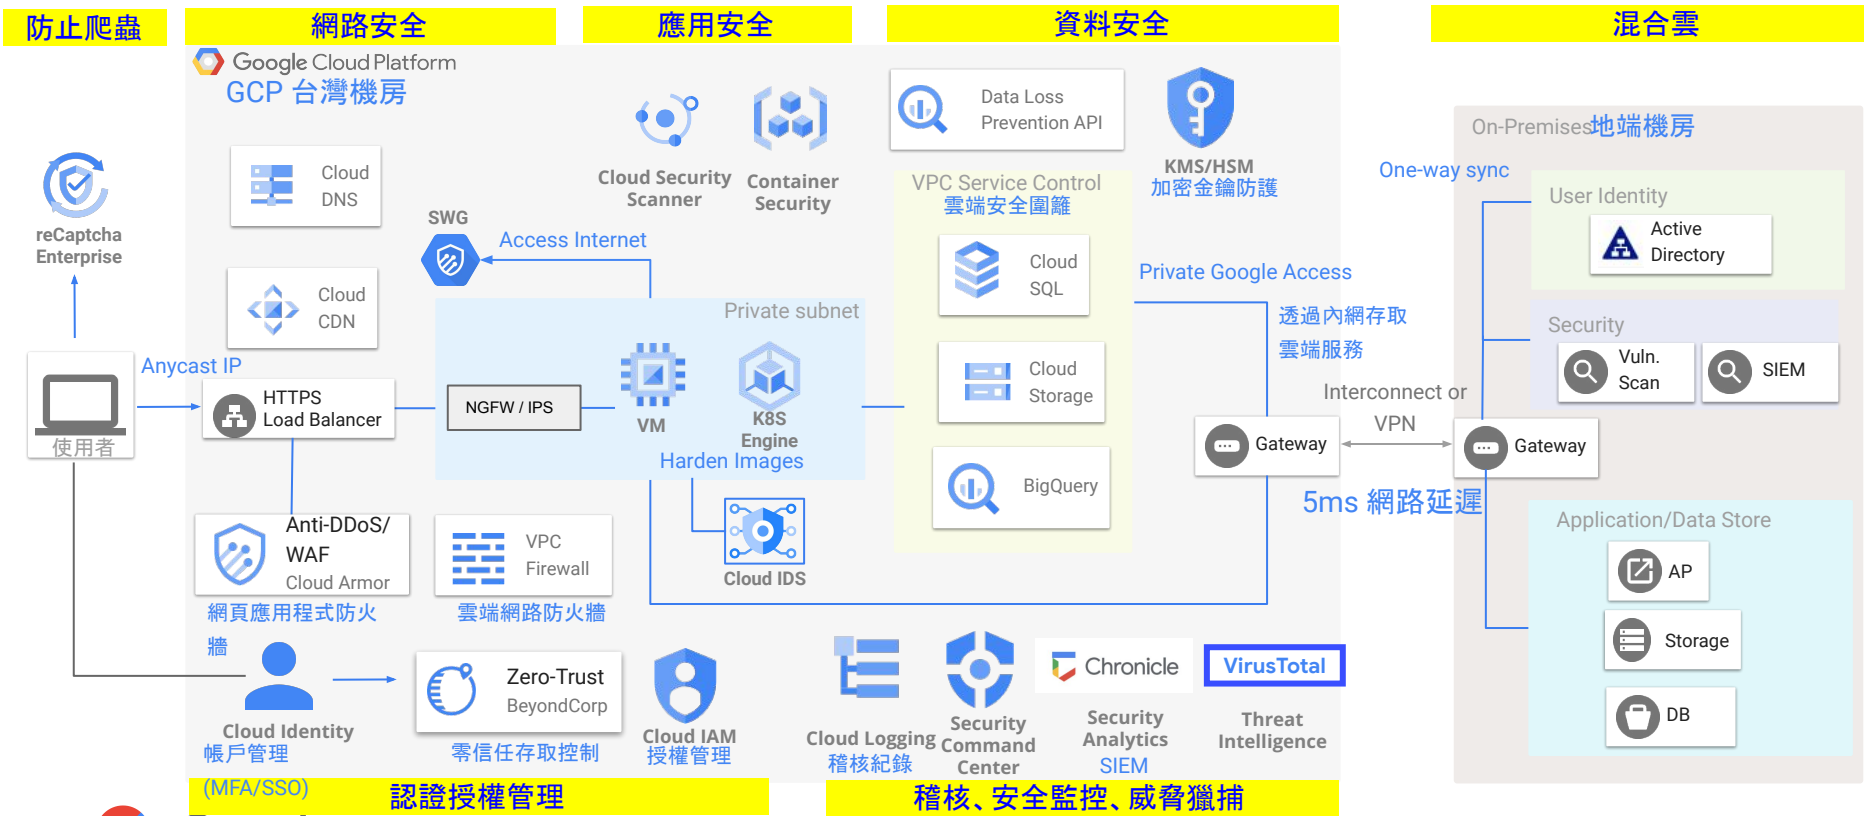 防止爬蟲
網路安全
應用安全
資料安全
混合雲
Google Cloud Platform
GCP 台灣機房
reCaptcha
Enterprise
Cloud
DNS
Cloud
CDN
Anycast IP
使用者
HTTPS
Load Balancer
Anti-DDoS/
WAF
Cloud Armor
網頁應用程式防火
牆
VPC
Firewall
雲端網路防火牆
SWG
Access Internet
Cloud Security
Scanner
Container
Security
Private subnet
NGFW / IPS
VM
K8S
Engine
Harden Images
Cloud IDS
Data Loss
Prevention API
KMS/HSM
加密金鑰防護
VPC Service Control
雲端安全圍籬
Cloud
SQL
Cloud
Storage
BigQuery
Private Google Access
透過內網存取
雲端服務
Gateway
Interconnect or
VPN
5ms 網路延遲
On-Premises地端機房
One-way sync
User Identity
Active
Directory
Security
Vuln.
Scan
SIEM
Gateway
Application/Data Store
AP
Storage
DB
Cloud Identity
帳戶管理
(MFA/SSO)
Zero-Trust
BeyondCorp
零信任存取控制
Cloud IAM
授權管理
Cloud Logging
稽核紀錄
Security
Command
Center
Chronicle
Security
Analytics
SIEM
VirusTotal
Threat
Intelligence
認證授權管理
稽核、安全監控、威脅獵捕